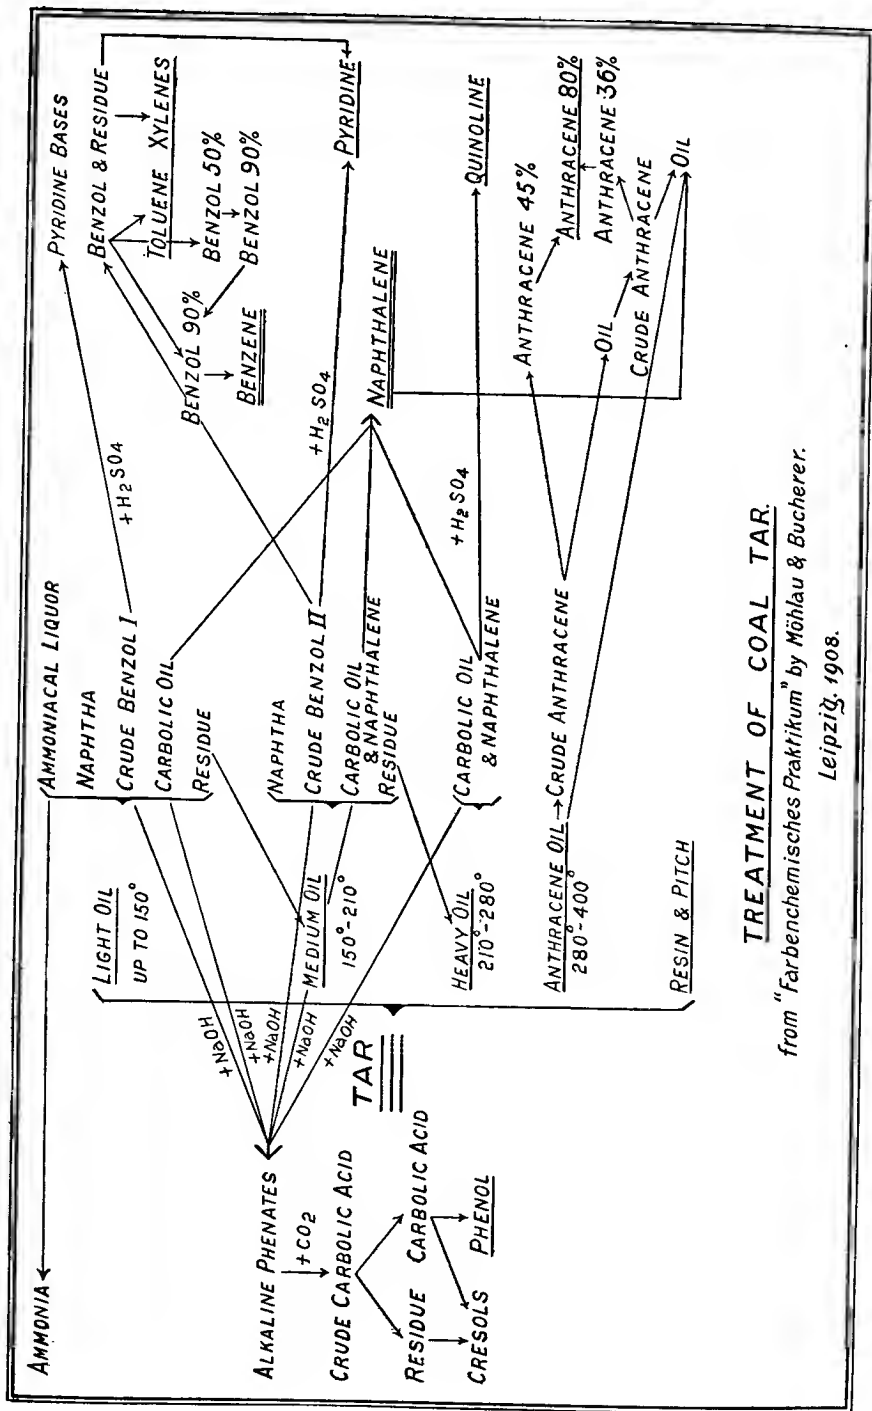 AMMONIA
AMMONIACAL LIQUOR
NAPHTHA
CRUDE BENZOL I
CARBOLIC OIL
RESIDUE
+H2SO4
PYRIDINE BASES
BENZOL & RESIDUE
TOLUENE XYLENES
BENZOL 50%
BENZOL 90%
BENZOL 90%
BENZENE
LIGHT OIL
UP TO 150°
+NaOH
+NaOH
+NaOH
+NaOH
+NaOH
NAPHTHA
CRUDE BENZOL II
CARBOLIC OIL
& NAPHTHALENE
RESIDUE
+H2SO4
PYRIDINE
MEDIUM OIL
150°-210°
NAPHTHALENE
ALKALINE PHENATES
+CO2
CRUDE CARBOLIC ACID
RESIDUE CARBOLIC ACID
CRESOLS PHENOL
TAR
HEAVY OIL
210°-280°
CARBOLIC OIL
& NAPHTHALENE
+H2SO4
QUINOLINE
ANTHRACENE OIL
280°-400°
CRUDE ANTHRACENE
ANTHRACENE 45%
ANTHRACENE 80%
ANTHRACENE 36%
OIL
CRUDE ANTHRACENE
OIL
RESIN & PITCH
TREATMENT OF COAL TAR.
from "Farbenchemisches Praktikum" by Möhlau & Bucherer.
Leipzig. 1908.